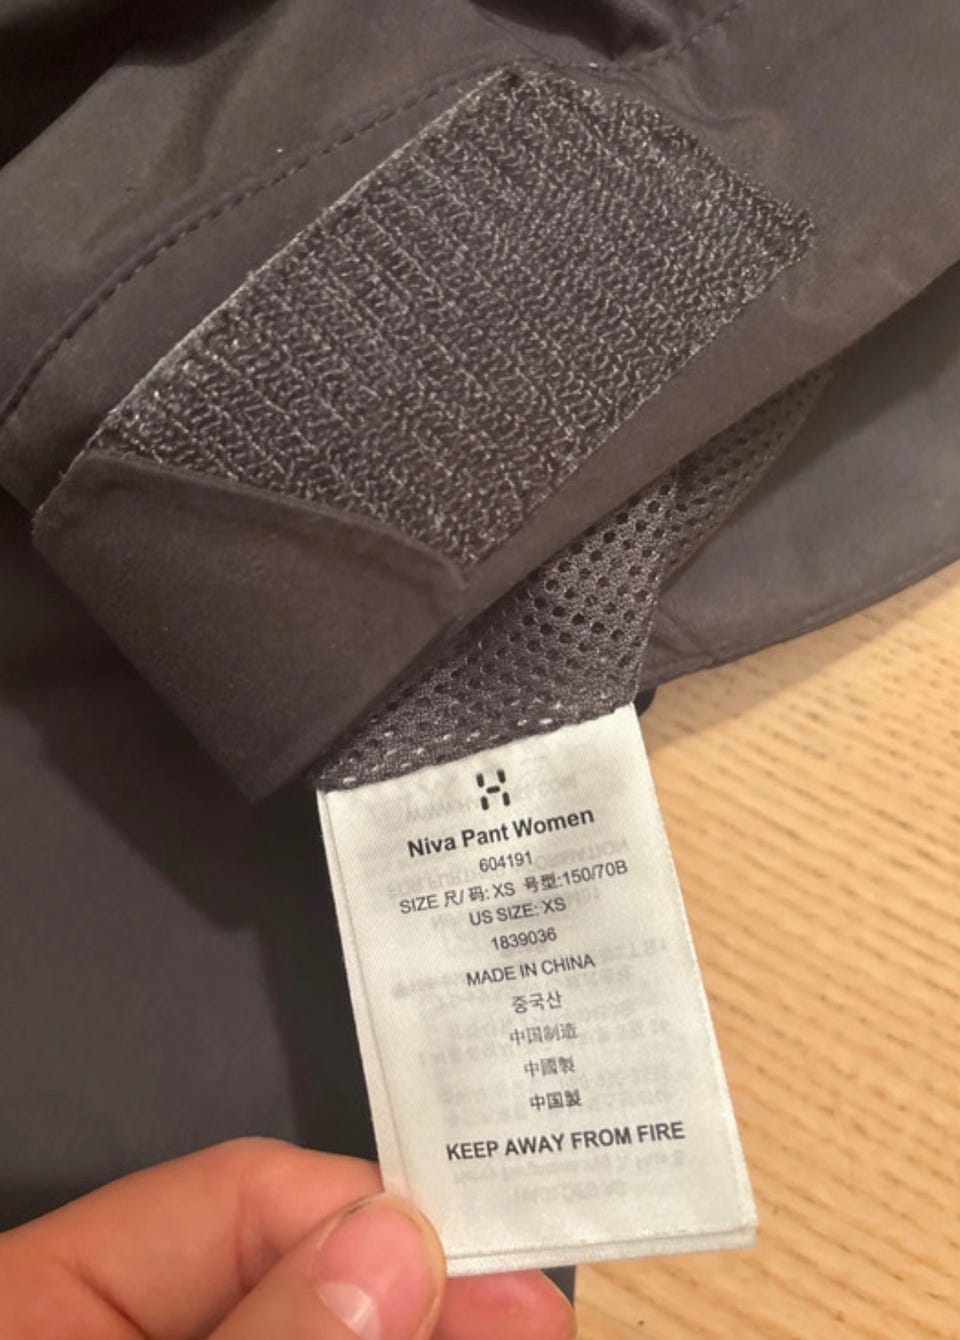 Niva Pant Women
604191
SIZE 尺/码: XS 号型:150/70B
US SIZE: XS
1839036
MADE IN CHINA
중국산
中国制造
中國製
中国製
KEEP AWAY FROM FIRE